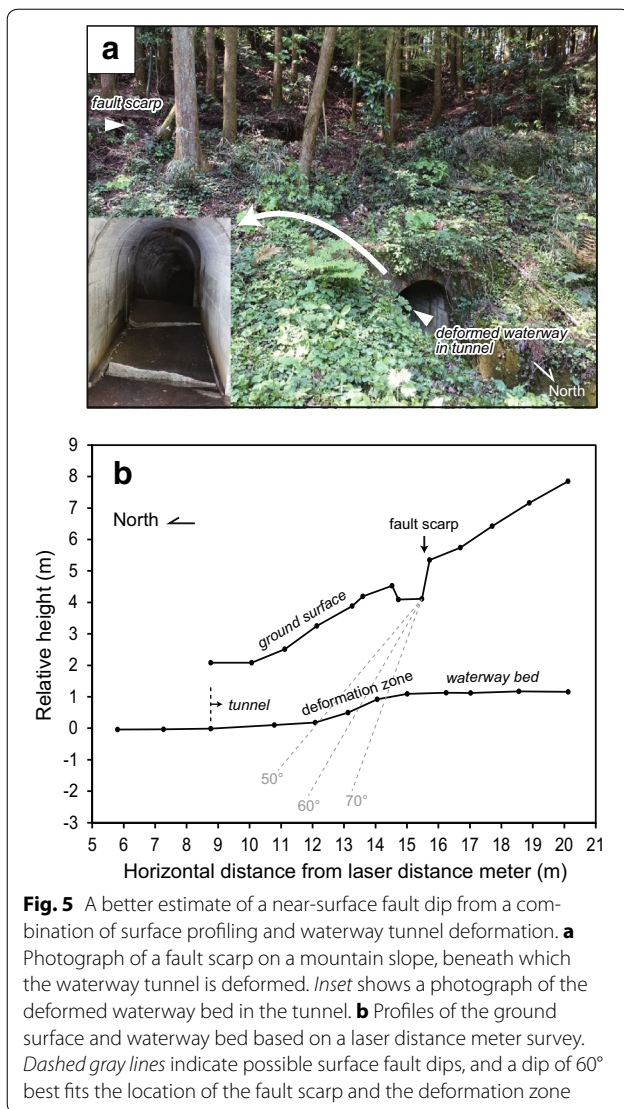 a
fault scarp
deformed waterway
in tunnel
North
b
9
8
7
6
5
4
3
2
1
0
-1
-2
-3
Relative height (m)
North
fault scarp
ground surface
tunnel
deformation zone
waterway bed
50°
60°
70°
5 6 7 8 9 10 11 12 13 14 15 16 17 18 19 20 21
Horizontal distance from laser distance meter (m)
Fig. 5 A better estimate of a near-surface fault dip from a com-
bination of surface profiling and waterway tunnel deformation. a
Photograph of a fault scarp on a mountain slope, beneath which
the waterway tunnel is deformed. Inset shows a photograph of the
deformed waterway bed in the tunnel. b Profiles of the ground
surface and waterway bed based on a laser distance meter survey.
Dashed gray lines indicate possible surface fault dips, and a dip of 60°
best fits the location of the fault scarp and the deformation zone